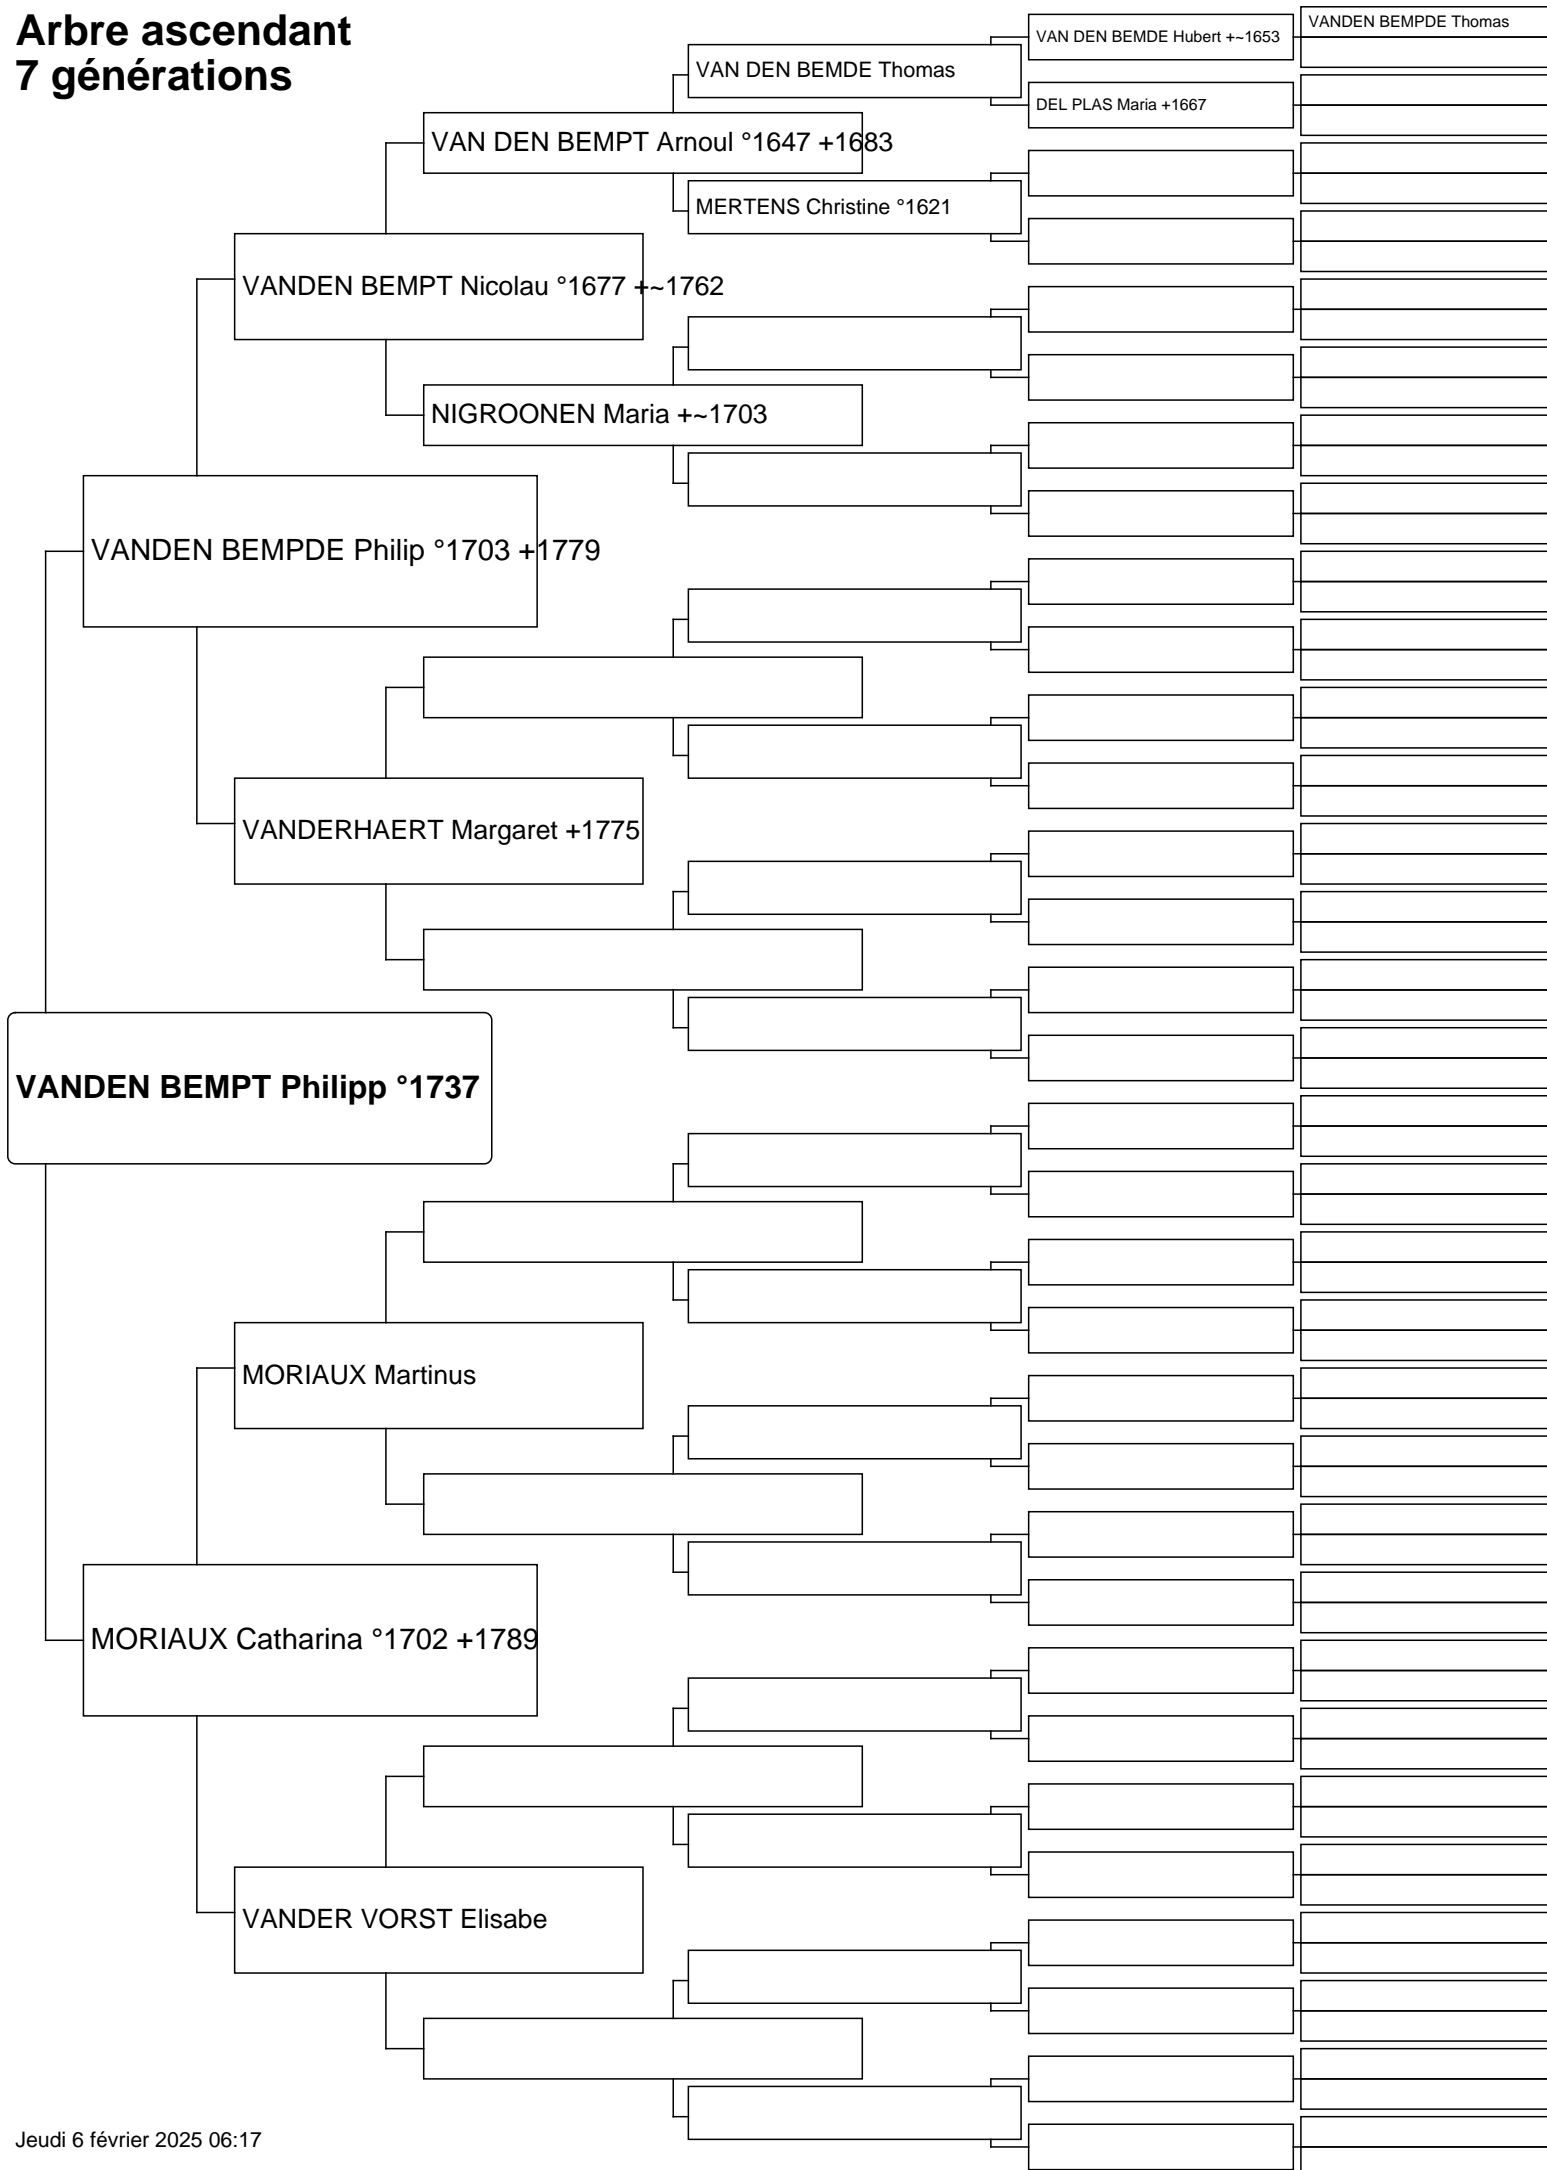 Arbre ascendant
7 générations
VANDEN BEMPDE Thomas
VAN DEN BEMDE Hubert +~1653
VAN DEN BEMDE Thomas
DEL PLAS Maria +1667
VAN DEN BEMPT Arnoul °1647 +1683
MERTENS Christine °1621
VANDEN BEMPT Nicolau °1677 +~1762
NIGROONEN Maria +~1703
VANDEN BEMPDE Philip °1703 +1779
VANDERHAERT Margaret +1775
VANDEN BEMPT Philipp °1737
MORIAUX Martinus
MORIAUX Catharina °1702 +1789
VANDER VORST Elisabe
Jeudi 6 février 2025 06:17